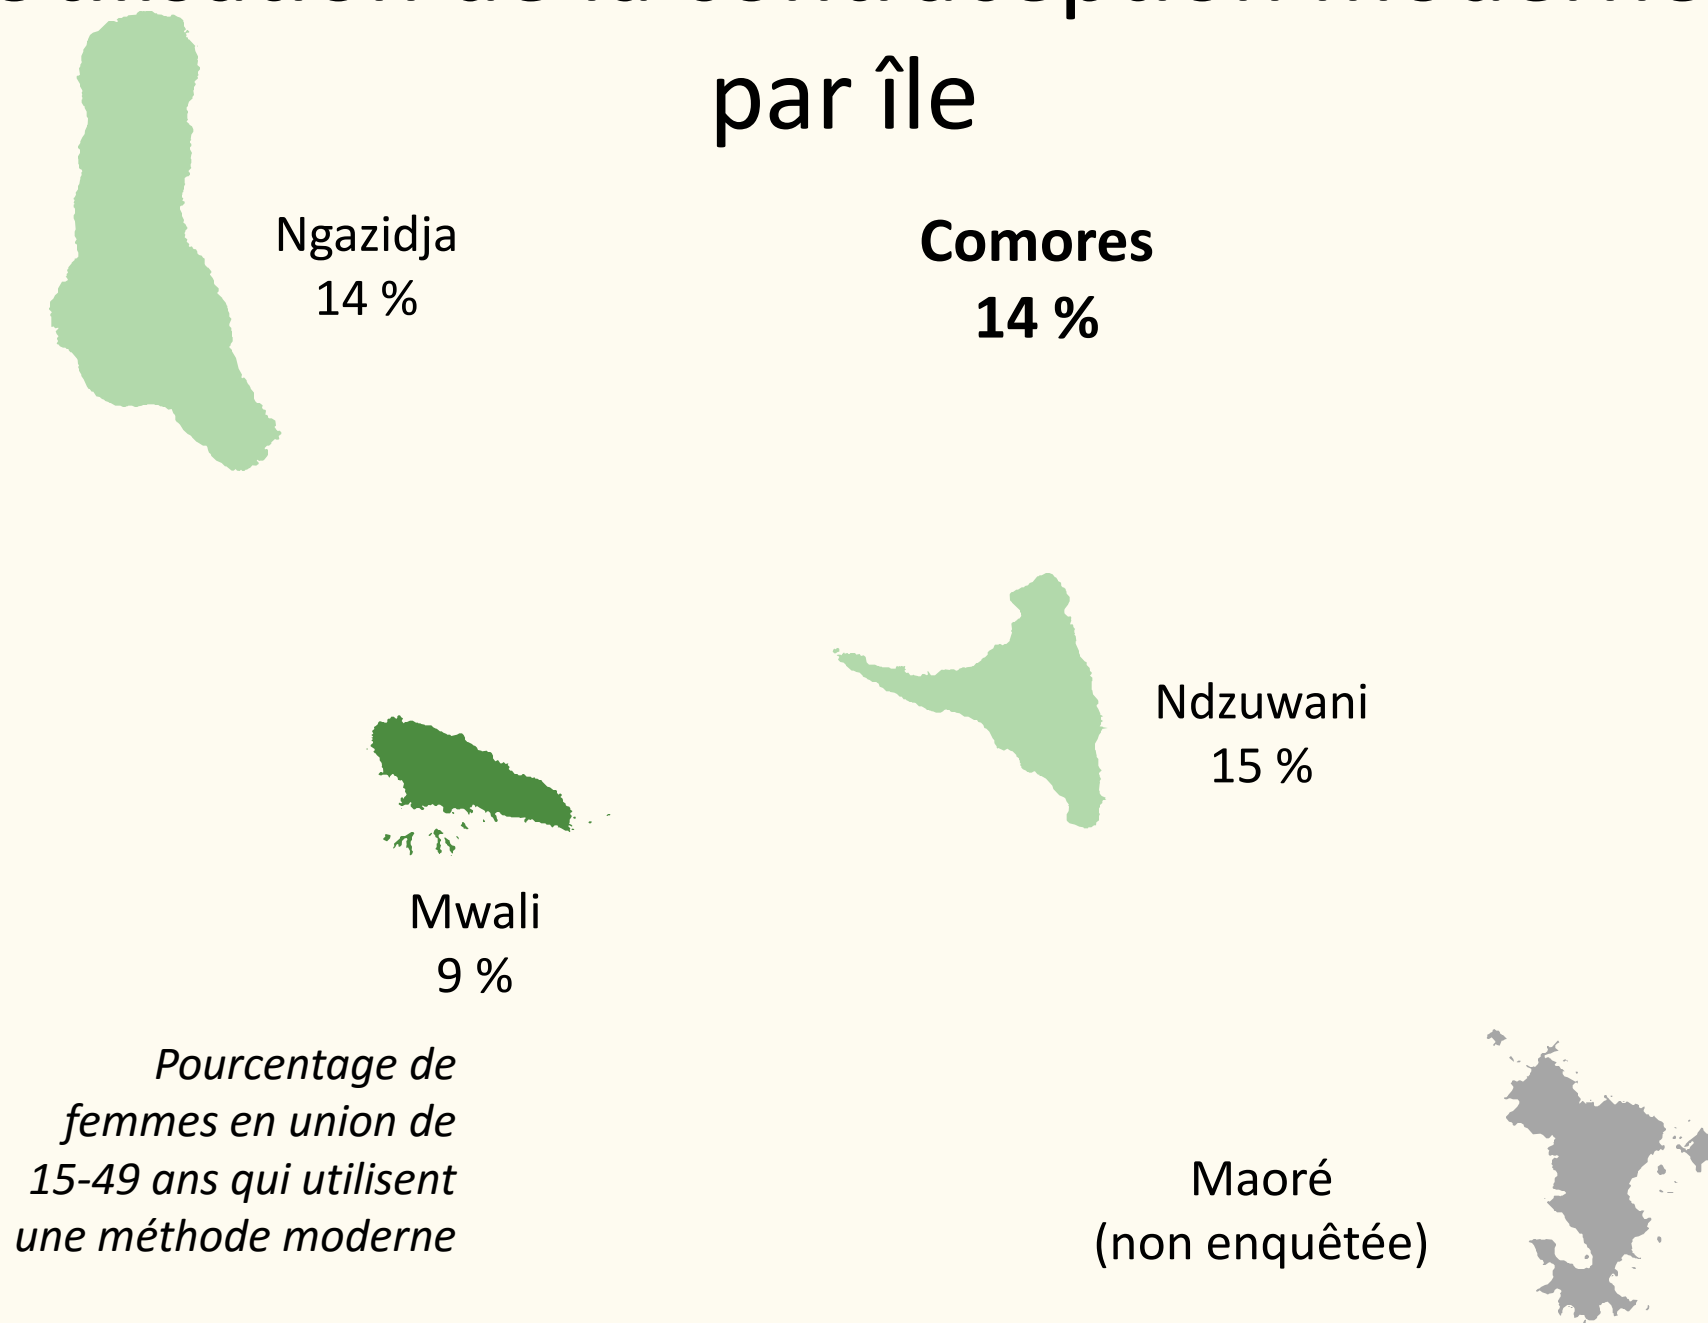 par île
Ngazidja
14 %
Comores
14 %
Ndzuwani
15 %
Mwali
9 %
Pourcentage de
femmes en union de
15-49 ans qui utilisent
une méthode moderne
Maoré
(non enquêtée)